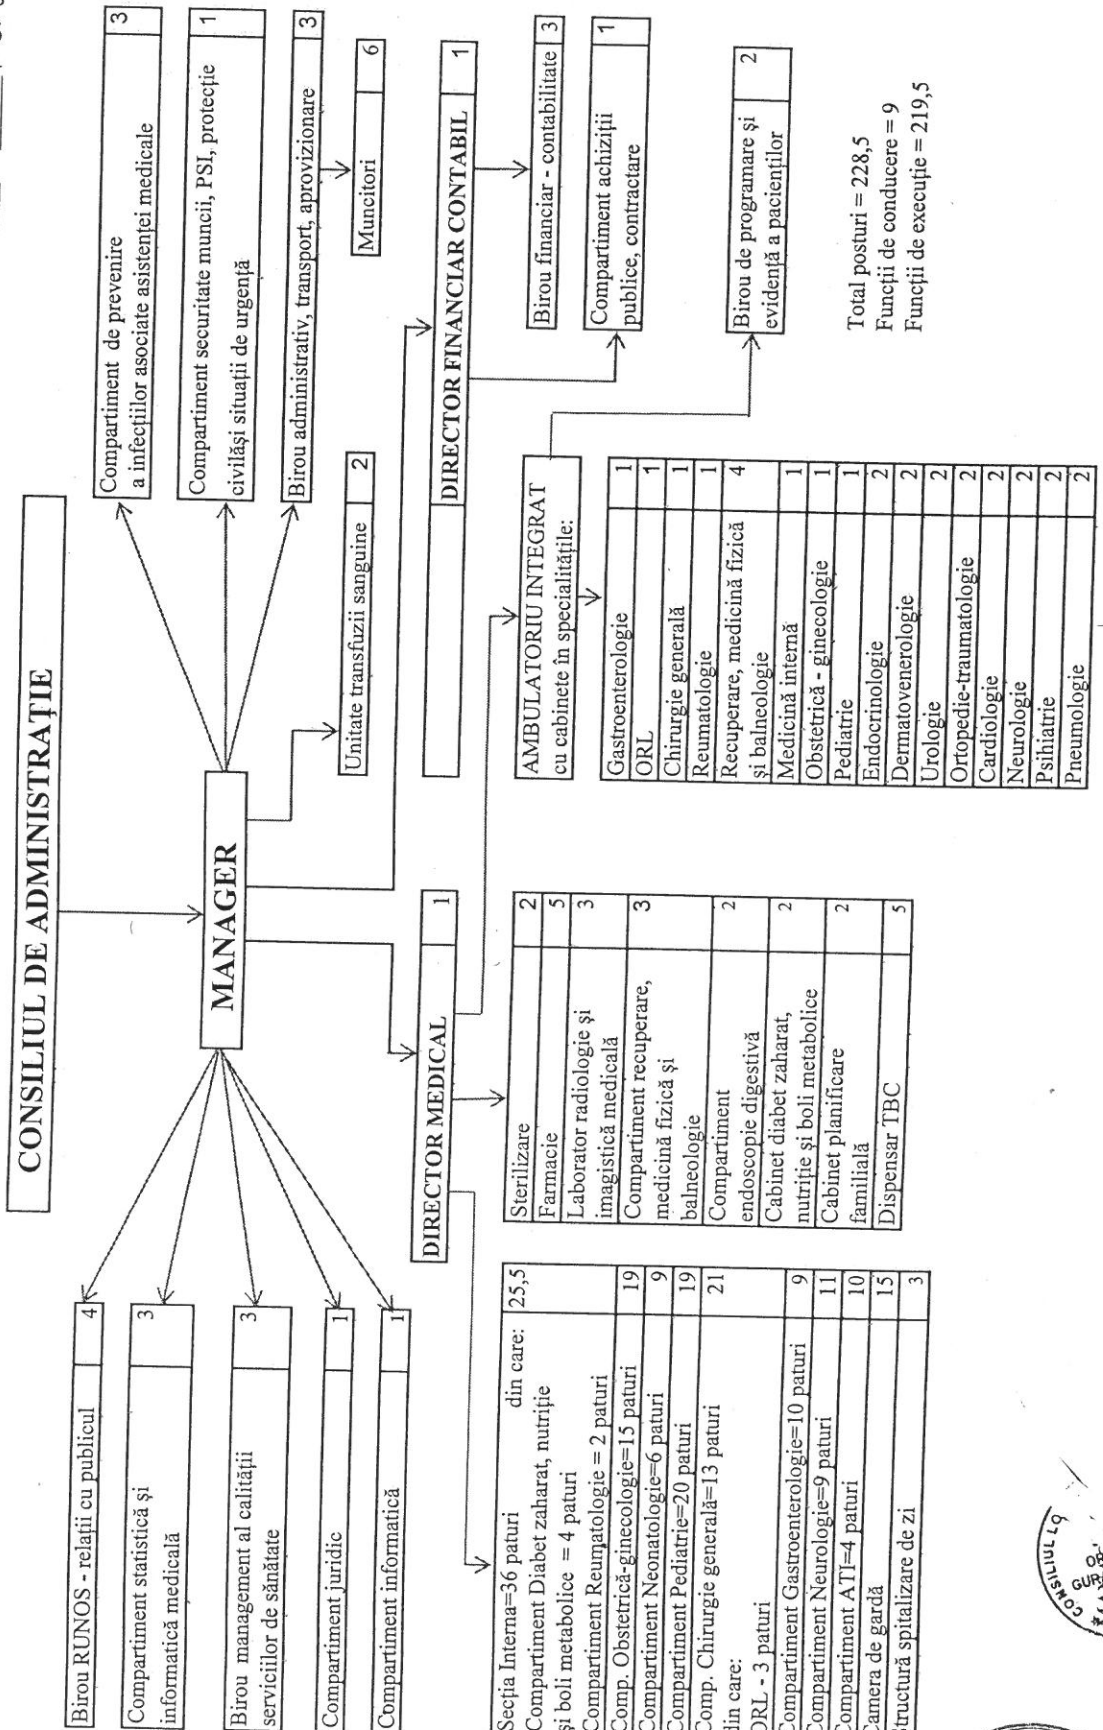 CONSILIUL DE ADMINISTRAȚIE
MANAGER
Birou RUNOS - relații cu publicul 4
Compartiment statistică și 3
informatică medicală
Birou management al calității 3
serviciilor de sănătate
Compartiment juridic 1
Compartiment informatică 1
Compartiment de prevenire 3
a infecțiilor asociate asistenței medicale
Compartiment securitate muncii, PSI, protecție 1
civilăși situații de urgență
Birou administrativ, transport, aprovizionare 3
Muncitori 6
Unitate transfuzii sanguine 2
DIRECTOR MEDICAL 1
DIRECTOR FINANCIAR CONTABIL 1
Secția Interna=36 paturi din care: 25,5
Compartiment Diabet zaharat, nutriție
și boli metabolice = 4 paturi
Compartiment Reumatologie = 2 paturi
Comp. Obstetrică-ginecologie=15 paturi 19
Compartiment Neonatologie=6 paturi 9
Compartiment Pediatrie=20 paturi 19
Comp. Chirurgie generală=13 paturi 21
din care:
ORL - 3 paturi
Compartiment Gastroenterologie=10 paturi 9
Compartiment Neurologie=9 paturi 11
Compartiment ATI=4 paturi 10
Camera de gardă 15
Structură spitalizare de zi 3
Sterilizare 2
Farmacie 5
Laborator radiologie și 3
imagistică medicală
Compartiment recuperare, 3
medicină fizică și
balneologie
Compartiment 2
endoscopie digestivă
Cabinet diabet zaharat, 2
nutriție și boli metabolice
Cabinet planificare 2
familială
Dispensar TBC 5
AMBULATORIU INTEGRAT
cu cabinete în specialitățile:
Gastroenterologie 1
ORL 1
Chirurgie generală 1
Reumatologie 1
Recuperare, medicină fizică 4
și balneologie
Medicină internă 1
Obstetrică - ginecologie 1
Pediatrie 1
Endocrinologie 2
Dermatovenerologie 2
Urologie 2
Ortopedie-traumatologie 2
Cardiologie 2
Neurologie 2
Psihiatrie 2
Pneumologie 2
Birou financiar - contabilitate 3
Compartiment achiziții 1
publice, contractare
Birou de programare și 2
evidență a pacienților
Total posturi = 228,5
Funcții de conducere = 9
Funcții de execuție = 219,5
CONSILIUL